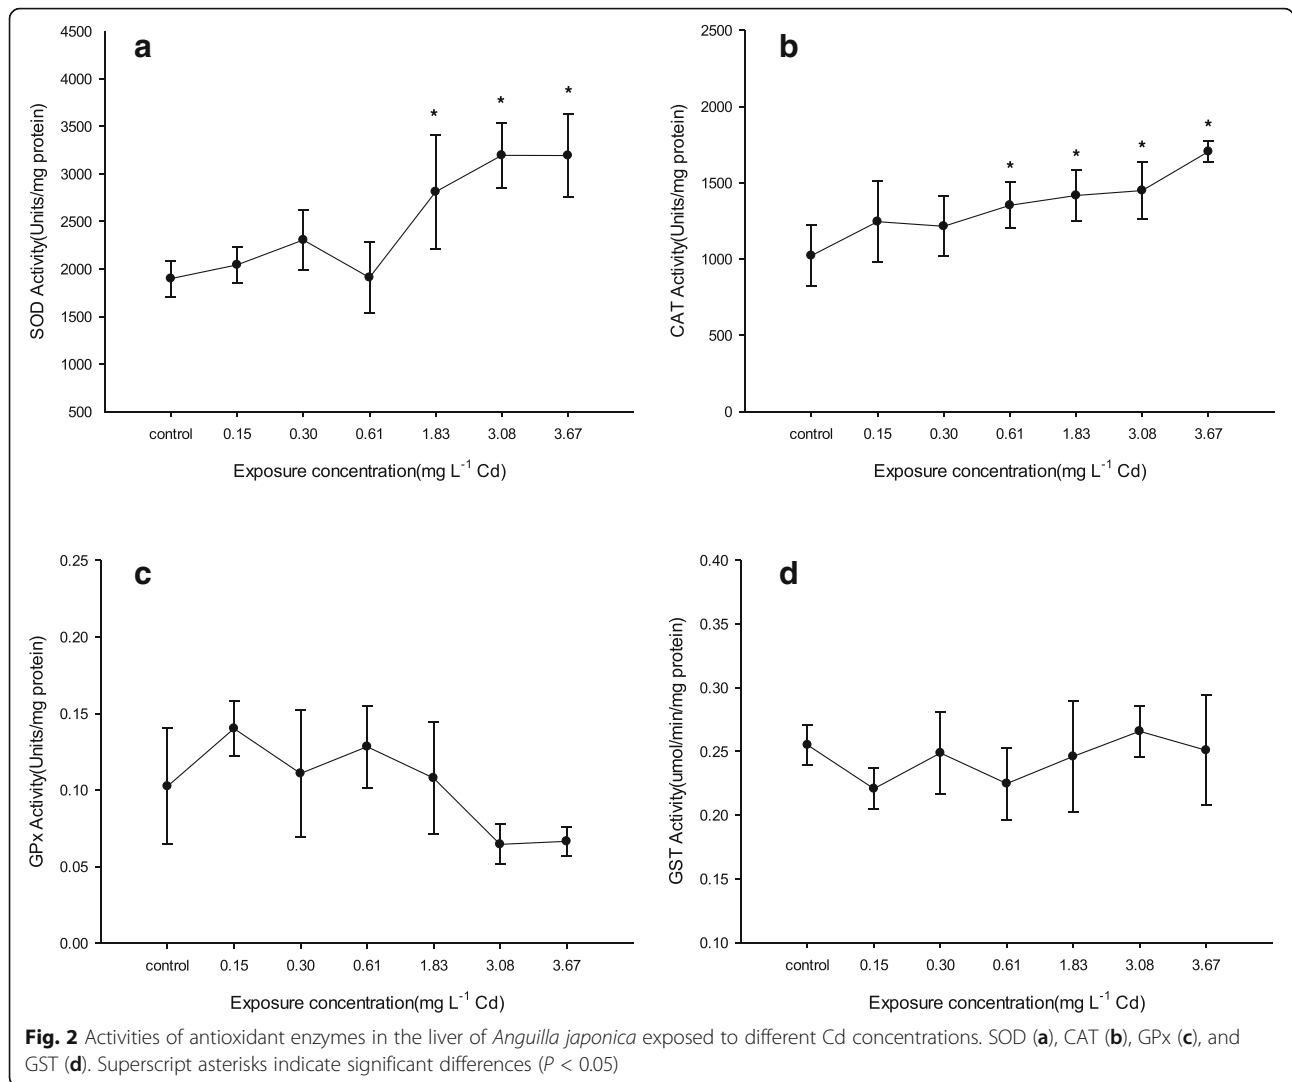 a
4500
4000
3500
3000
2500
2000
1500
1000
500
SOD Activity(Units/mg protein)
* * *
control 0.15 0.30 0.61 1.83 3.08 3.67
Exposure concentration(mg L⁻¹ Cd)
b
2500
2000
1500
1000
500
0
CAT Activity(Units/mg protein)
* * * *
control 0.15 0.30 0.61 1.83 3.08 3.67
Exposure concentration(mg L⁻¹ Cd)
c
0.25
0.20
0.15
0.10
0.05
0.00
GPx Activity(Units/mg protein)
control 0.15 0.30 0.61 1.83 3.08 3.67
Exposure concentration(mg L⁻¹ Cd)
d
0.40
0.35
0.30
0.25
0.20
0.15
0.10
GST Activity(umol/min/mg protein)
control 0.15 0.30 0.61 1.83 3.08 3.67
Exposure concentration(mg L⁻¹ Cd)
Fig. 2 Activities of antioxidant enzymes in the liver of Anguilla japonica exposed to different Cd concentrations. SOD (a), CAT (b), GPx (c), and
GST (d). Superscript asterisks indicate significant differences (P < 0.05)